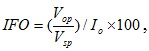 IFO = (V_op / V_sp) / I_o × 100 ,